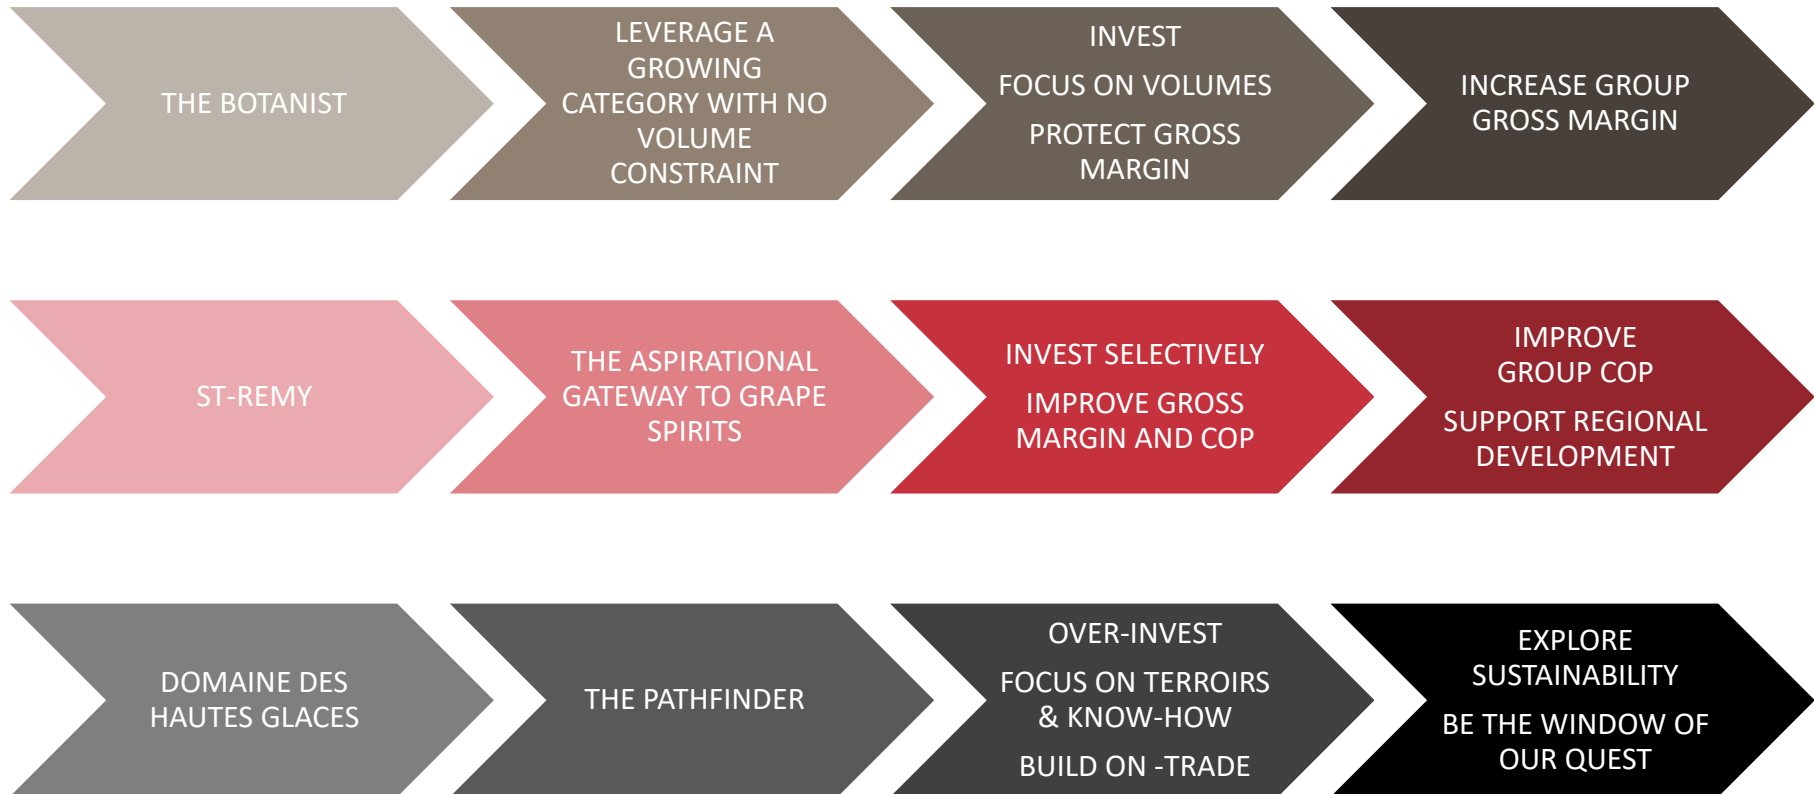 THE BOTANIST
LEVERAGE A
GROWING
CATEGORY WITH NO
VOLUME
CONSTRAINT
INVEST
FOCUS ON VOLUMES
PROTECT GROSS
MARGIN
INCREASE GROUP
GROSS MARGIN
ST-REMY
THE ASPIRATIONAL
GATEWAY TO GRAPE
SPIRITS
INVEST SELECTIVELY
IMPROVE GROSS
MARGIN AND COP
IMPROVE
GROUP COP
SUPPORT REGIONAL
DEVELOPMENT
DOMAINE DES
HAUTES GLACES
THE PATHFINDER
OVER-INVEST
FOCUS ON TERROIRS
& KNOW-HOW
BUILD ON -TRADE
EXPLORE
SUSTAINABILITY
BE THE WINDOW OF
OUR QUEST